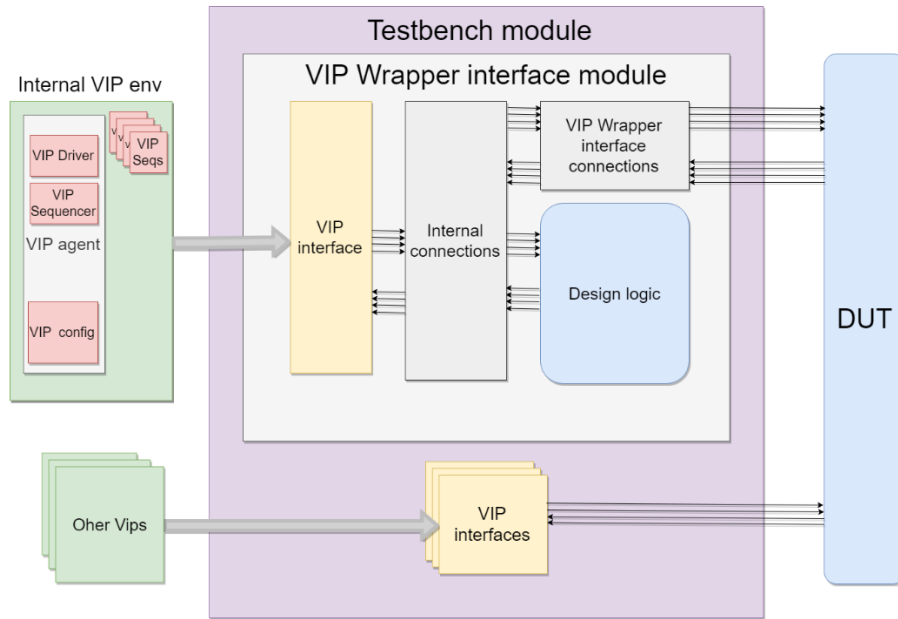 Testbench module
VIP Wrapper interface module
Internal VIP env
VIP Driver
VIP
Sequencer
VIP agent
VIP config
V
V
V
VIP
Seqs
VIP
interface
Internal
connections
VIP Wrapper
interface
connections
Design logic
DUT
Oher Vips
VIP
interfaces